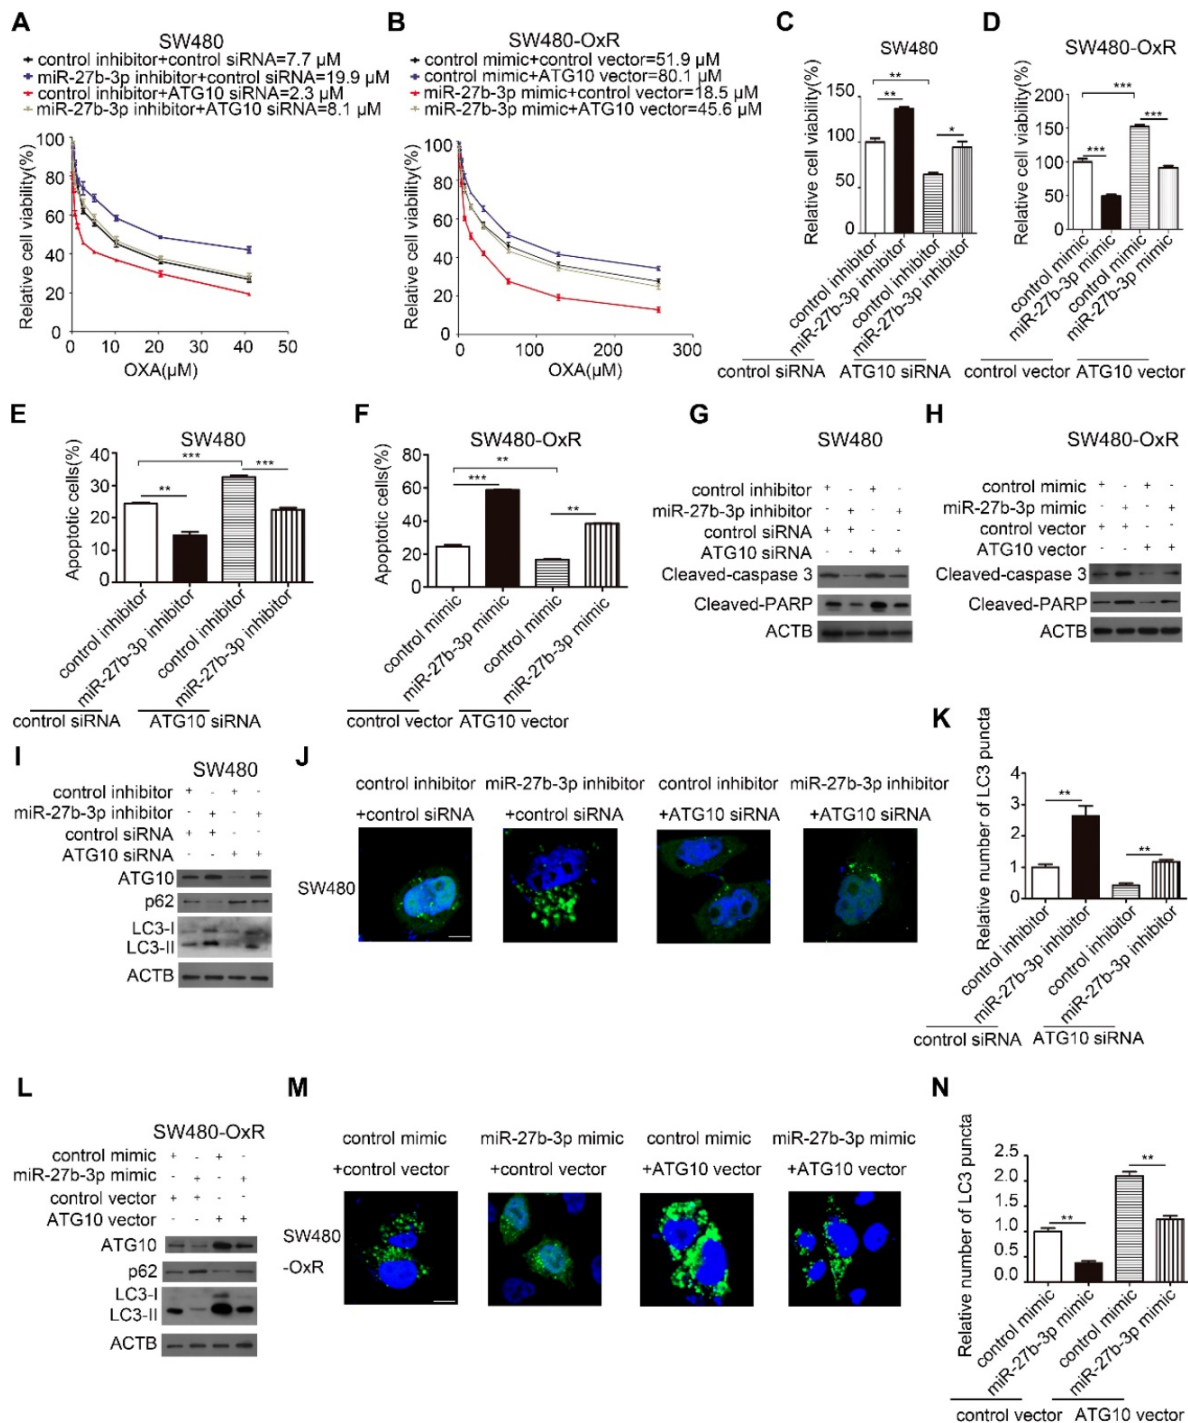 A
SW480
control inhibitor+control siRNA=7.7 μM
miR-27b-3p inhibitor+control siRNA=19.9 μM
control inhibitor+ATG10 siRNA=2.3 μM
miR-27b-3p inhibitor+ATG10 siRNA=8.1 μM
Relative cell viability(%)
100
80
60
40
20
0
0 10 20 30 40 50
OXA(μM)
B
SW480-OxR
control mimic+control vector=51.9 μM
control mimic+ATG10 vector=80.1 μM
miR-27b-3p mimic+control vector=18.5 μM
miR-27b-3p mimic+ATG10 vector=45.6 μM
Relative cell viability(%)
100
80
60
40
20
0
0 100 200 300
OXA(μM)
C
SW480
Relative cell viability(%)
150
100
50
0
** ** *
control inhibitor
miR-27b-3p inhibitor
control inhibitor
miR-27b-3p inhibitor
control siRNA ATG10 siRNA
D
SW480-OxR
Relative cell viability(%)
200
150
100
50
0
*** *** ***
control mimic
miR-27b-3p mimic
control mimic
miR-27b-3p mimic
control vector ATG10 vector
E
SW480
Apoptotic cells(%)
40
30
20
10
0
*** ** ***
control inhibitor
miR-27b-3p inhibitor
control inhibitor
miR-27b-3p inhibitor
control siRNA ATG10 siRNA
F
SW480-OxR
Apoptotic cells(%)
80
60
40
20
0
** *** **
control mimic
miR-27b-3p mimic
control mimic
miR-27b-3p mimic
control vector ATG10 vector
G
SW480
control inhibitor + - + -
miR-27b-3p inhibitor - + - +
control siRNA + + - -
ATG10 siRNA - - + +
Cleaved-caspase 3
Cleaved-PARP
ACTB
H
SW480-OxR
control mimic + - + -
miR-27b-3p mimic - + - +
control vector + + - -
ATG10 vector - - + +
Cleaved-caspase 3
Cleaved-PARP
ACTB
I
SW480
control inhibitor + - + -
miR-27b-3p inhibitor - + - +
control siRNA + + - -
ATG10 siRNA - - + +
ATG10
p62
LC3-I
LC3-II
ACTB
J
control inhibitor miR-27b-3p inhibitor control inhibitor miR-27b-3p inhibitor
+control siRNA +control siRNA +ATG10 siRNA +ATG10 siRNA
SW480
K
Relative number of LC3 puncta
4
3
2
1
0
** **
control inhibitor
miR-27b-3p inhibitor
control inhibitor
miR-27b-3p inhibitor
control siRNA ATG10 siRNA
L
SW480-OxR
control mimic + - + -
miR-27b-3p mimic - + - +
control vector + + - -
ATG10 vector - - + +
ATG10
p62
LC3-I
LC3-II
ACTB
M
control mimic miR-27b-3p mimic control mimic miR-27b-3p mimic
+control vector +control vector +ATG10 vector +ATG10 vector
SW480
-OxR
N
Relative number of LC3 puncta
2.5
2.0
1.5
1.0
0.5
0.0
** **
control mimic
miR-27b-3p mimic
control mimic
miR-27b-3p mimic
control vector ATG10 vector